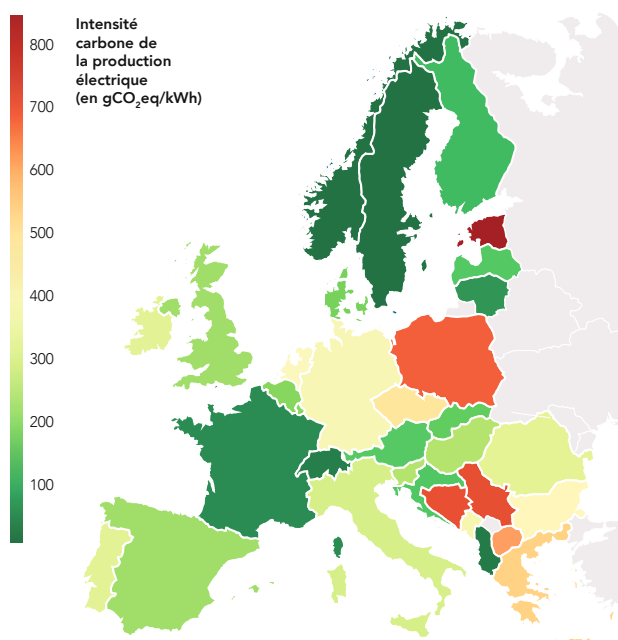 Intensité
carbone de
la production
électrique
(en gCO₂eq/kWh)
800
700
600
500
400
300
200
100